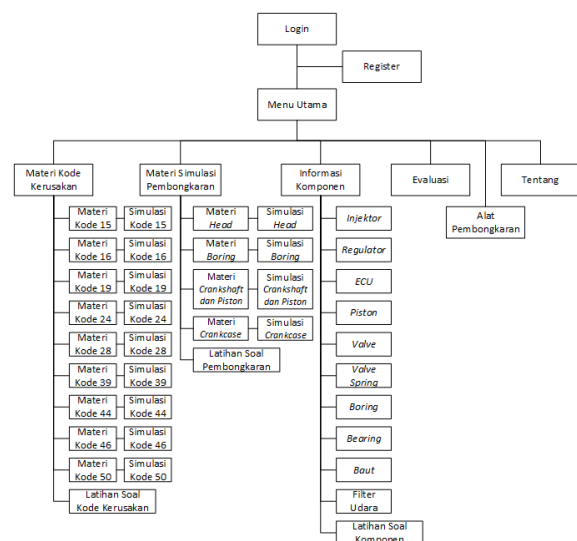 Login
Register
Menu Utama
Materi Kode
Kerusakan
Materi Simulasi
Pembongkaran
Informasi
Komponen
Evaluasi
Alat
Pembongkaran
Tentang
Materi
Kode 15
Simulasi
Kode 15
Materi
Kode 16
Simulasi
Kode 16
Materi
Kode 19
Simulasi
Kode 19
Materi
Kode 24
Simulasi
Kode 24
Materi
Kode 28
Simulasi
Kode 28
Materi
Kode 39
Simulasi
Kode 39
Materi
Kode 44
Simulasi
Kode 44
Materi
Kode 46
Simulasi
Kode 46
Materi
Kode 50
Simulasi
Kode 50
Latihan Soal
Kode Kerusakan
Materi
Head
Simulasi
Head
Materi
Boring
Simulasi
Boring
Materi
Crankshaft
dan Piston
Simulasi
Crankshaft
dan Piston
Materi
Crankcase
Simulasi
Crankcase
Latihan Soal
Pembongkaran
Injektor
Regulator
ECU
Piston
Valve
Valve
Spring
Boring
Bearing
Baut
Filter
Udara
Latihan Soal
Komponen